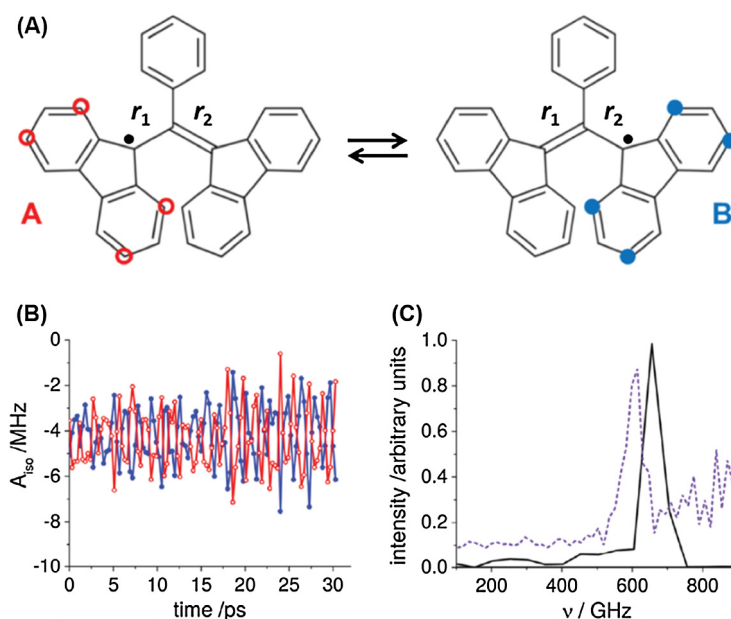 (A)
r₁ r₂ r₁ r₂
A B
(B) (C)
0
-2
-4
-6
-8
-10
A_iso /MHz
0 5 10 15 20 25 30
time /ps
1.0
0.8
0.6
0.4
0.2
0.0
intensity /arbitrary units
200 400 600 800
ν / GHz